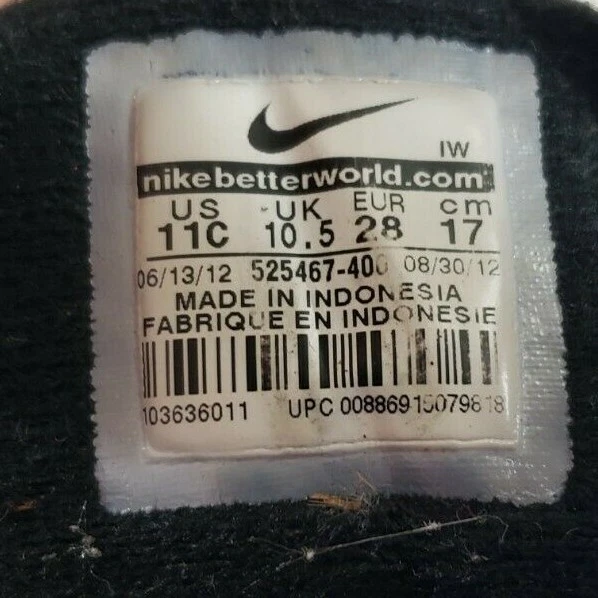 IW
nikebetterworld.com
US UK EUR cm
11C 10.5 28 17
06/13/12 525467-400 08/30/12
MADE IN INDONESIA
FABRIQUE EN INDONESIE
103636011 UPC 00886915079818